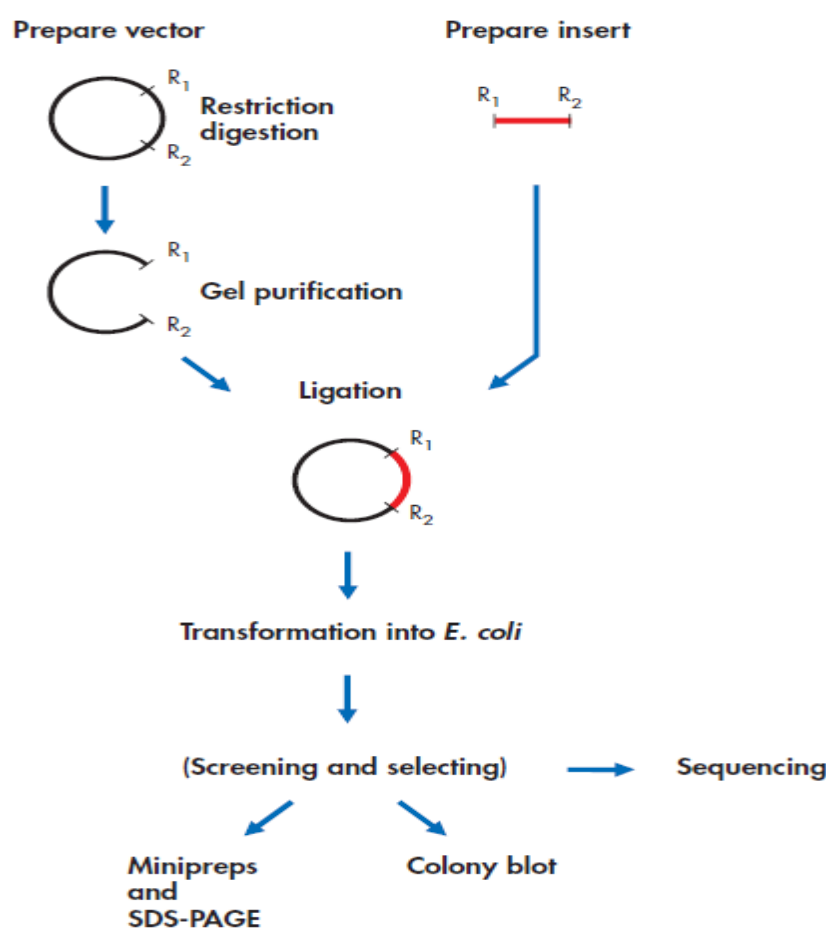 Prepare vector
Prepare insert
R1
Restriction
digestion
R2
R1
R2
R1
Gel purification
R2
Ligation
R1
R2
Transformation into E. coli
(Screening and selecting)
Sequencing
Minipreps
and
SDS-PAGE
Colony blot